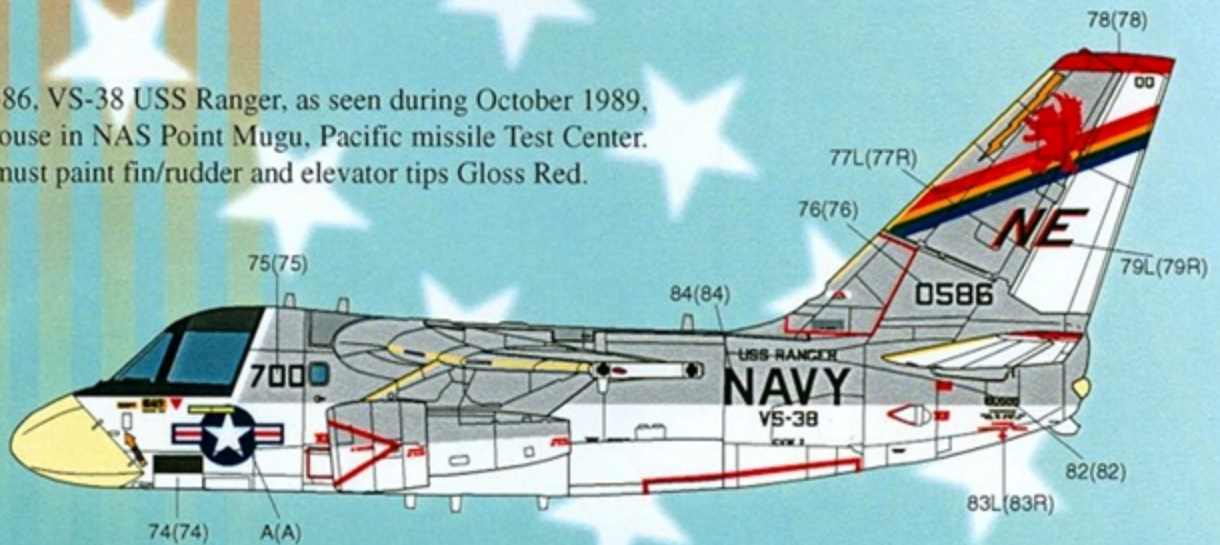 86, VS-38 USS Ranger, as seen during October 1989,
ouse in NAS Point Mugu, Pacific missile Test Center.
must paint fin/rudder and elevator tips Gloss Red.
78(78)
00
77L(77R)
76(76)
NE
79L(79R)
0586
75(75)
84(84)
USS RANGER
700
NAVY
VS-38
82(82)
83L(83R)
74(74)
A(A)